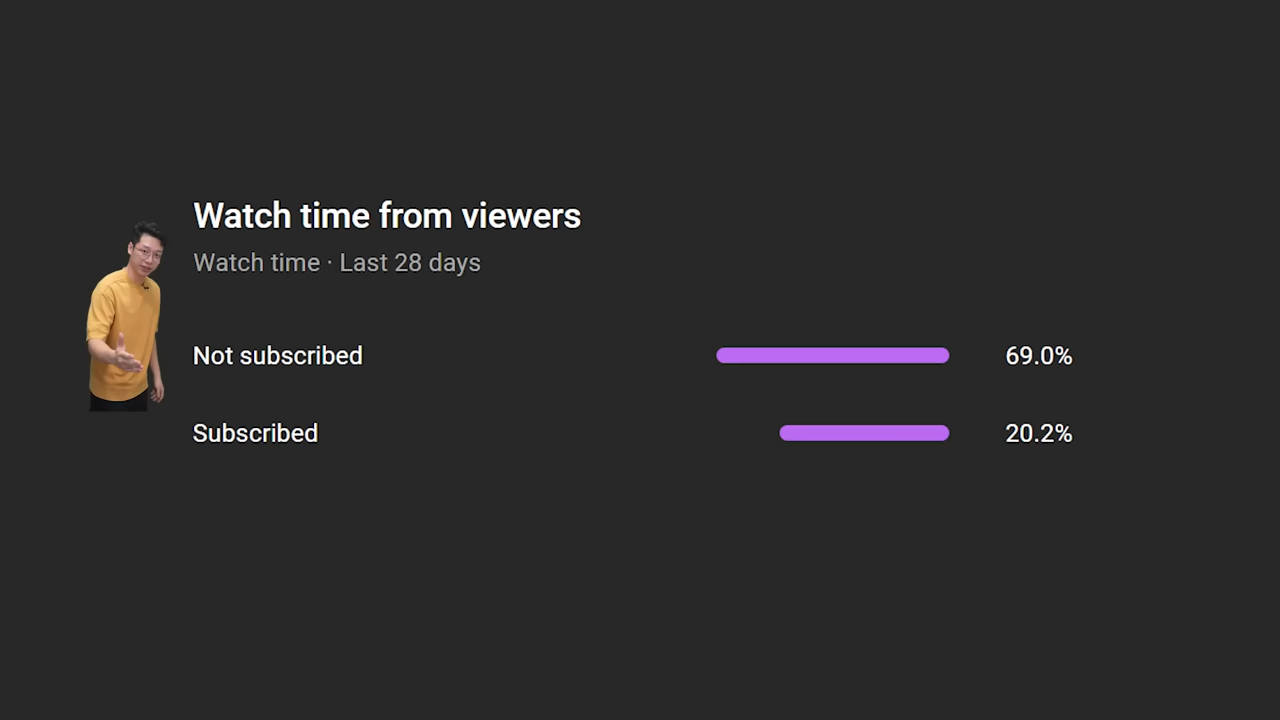 Watch time from viewers
Watch time · Last 28 days
Not subscribed 69.0%
Subscribed 20.2%